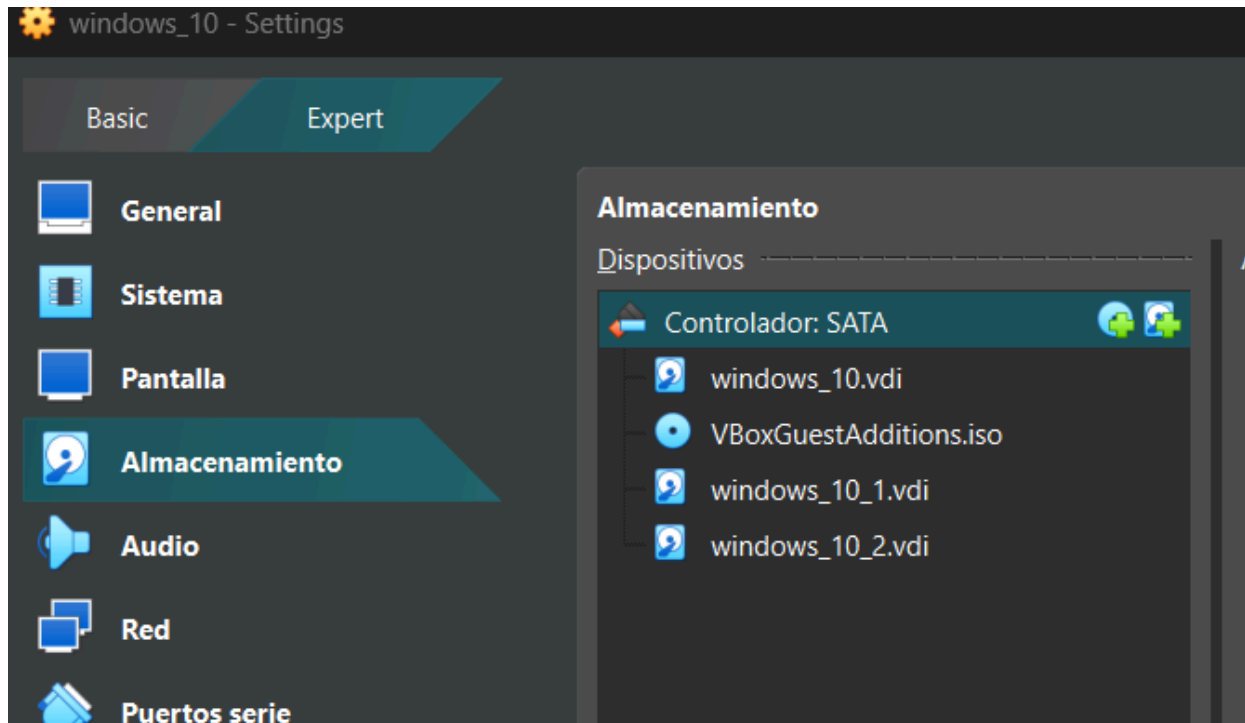 windows_10 - Settings
Basic
Expert
General
Sistema
Pantalla
Almacenamiento
Audio
Red
Puertos serie
Almacenamiento
Dispositivos
Controlador: SATA
windows_10.vdi
VBoxGuestAdditions.iso
windows_10_1.vdi
windows_10_2.vdi